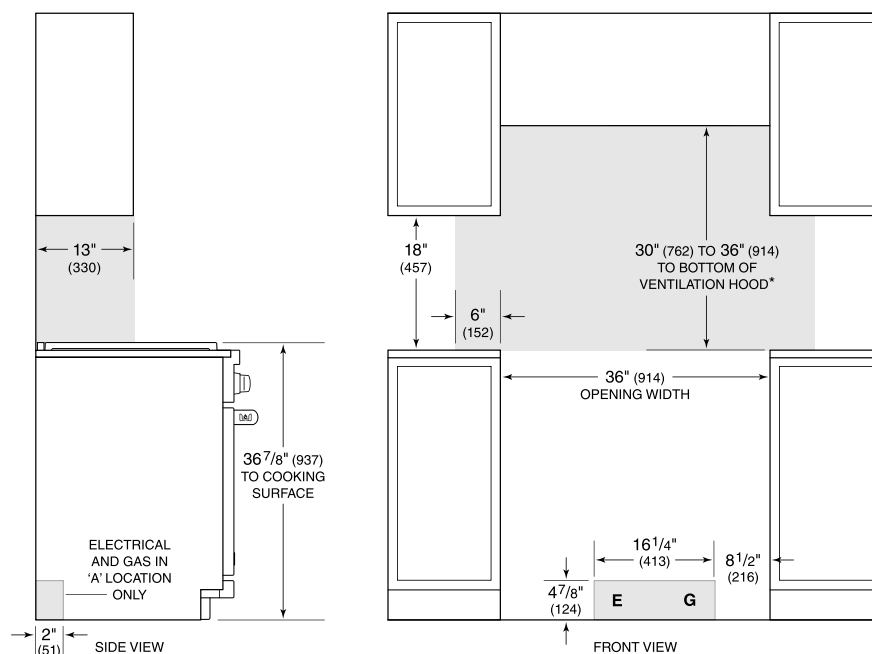 13"
(330)
36 7/8" (937)
TO COOKING
SURFACE
ELECTRICAL
AND GAS IN
‘A’ LOCATION
ONLY
2"
(51)
SIDE VIEW
18"
(457)
30" (762) TO 36" (914)
TO BOTTOM OF
VENTILATION HOOD*
6"
(152)
36" (914)
OPENING WIDTH
16 1/4"
(413)
8 1/2"
(216)
4 7/8"
(124)
E G
FRONT VIEW